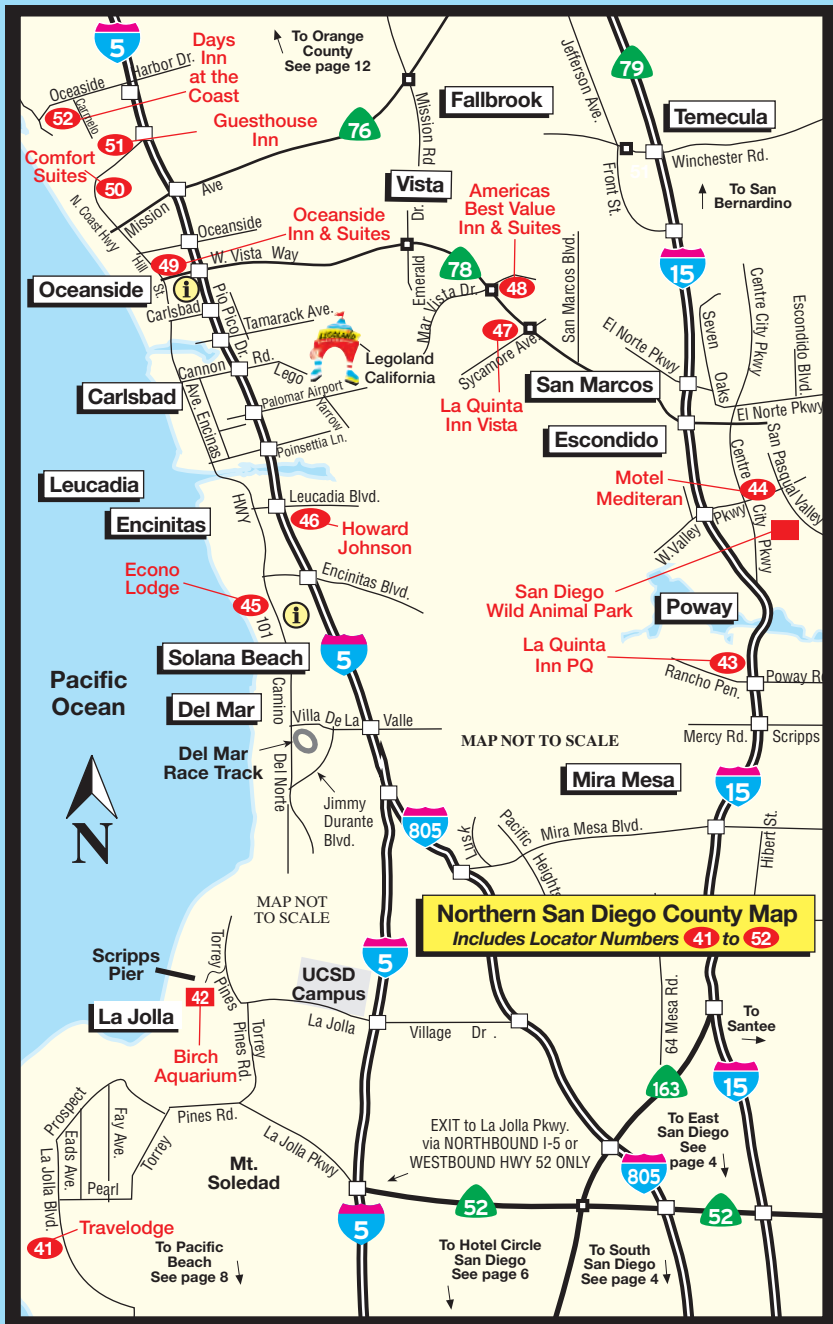 5
Days
Inn
at the
Coast
To Orange
County
See page 12
79
Jefferson Ave.
Harbor Dr.
Oceaside
Carmelo
52
Fallbrook
Temecula
76
Mission Rd
Guesthouse
Inn
51
Winchester Rd.
Front St.
Comfort
Suites
50
Mission Ave
Vista
To San
Bernardino
N. Coast Hwy
Oceanside
Oceanside
Inn & Suites
Americas
Best Value
Inn & Suites
Emerald Dr.
San Marcos Blvd.
49
W. Vista Way
78
15
Hill St.
Oceanside
i
48
Mar Vista Dr.
Centre City Pkwy
Escondido Blvd.
Carlsbad
Pio Pico Dr.
Tamarack Ave.
LEGOLAND
47
Sycamore Ave.
El Norte Pkwy
Seven Oaks
Legoland
California
Cannon Rd.
Lego
Carlsbad
Ave. Encinas
Palomar Airport
Yarrow
La Quinta
Inn Vista
San Marcos
El Norte Pkwy
Poinsettia Ln.
Escondido
Centre City Pkwy
San Pasqual Valley
Leucadia
HWY 101
Leucadia Blvd.
Motel
Mediteran
44
Encinitas
46
Howard
Johnson
W.Valley Pkwy
Econo
Lodge
45
Encinitas Blvd.
i
San Diego
Wild Animal Park
Poway
Solana Beach
5
La Quinta
Inn PQ
43
Rancho Pen.
Poway Rd
Pacific
Ocean
Del Mar
Camino Del Norte
Villa De La Valle
MAP NOT TO SCALE
Mercy Rd.
Scripps
Del Mar
Race Track
Mira Mesa
15
N
Jimmy
Durante
Blvd.
805
Lusk
Pacific Heights
Mira Mesa Blvd.
Hibert St.
MAP NOT
TO SCALE
Northern San Diego County Map
Includes Locator Numbers 41 to 52
Scripps
Pier
Torrey Pines
5
UCSD
Campus
42
64 Mesa Rd.
La Jolla
To
Santee
La Jolla Village Dr .
Torrey Pines Rd.
Birch
Aquarium
163
15
Prospect
Fay Ave.
Eads Ave.
Torrey Pines Rd.
La Jolla Pkwy
EXIT to La Jolla Pkwy.
via NORTHBOUND I-5 or
WESTBOUND HWY 52 ONLY
To East
San Diego
See
page 4
Mt.
Soledad
Pearl
La Jolla Blvd.
805
52
52
5
41
Travelodge
To Pacific
Beach
See page 8
To Hotel Circle
San Diego
See page 6
To South
San Diego
See page 4